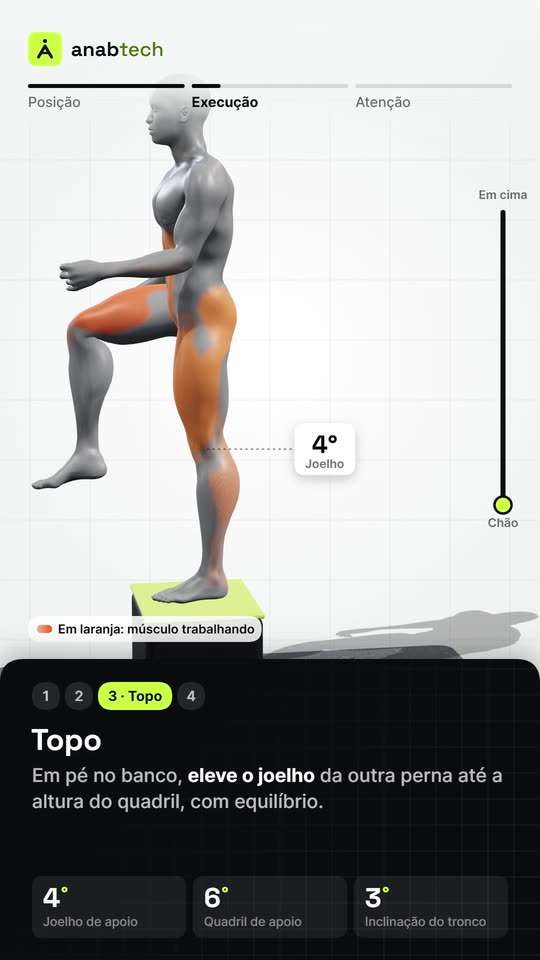 anabtech
Posição
Execução
Atenção
Em cima
4°
Joelho
Chão
Em laranja: músculo trabalhando
1
2
3 · Topo
4
Topo
Em pé no banco, eleve o joelho da outra perna até a
altura do quadril, com equilíbrio.
4°
Joelho de apoio
6°
Quadril de apoio
3°
Inclinação do tronco